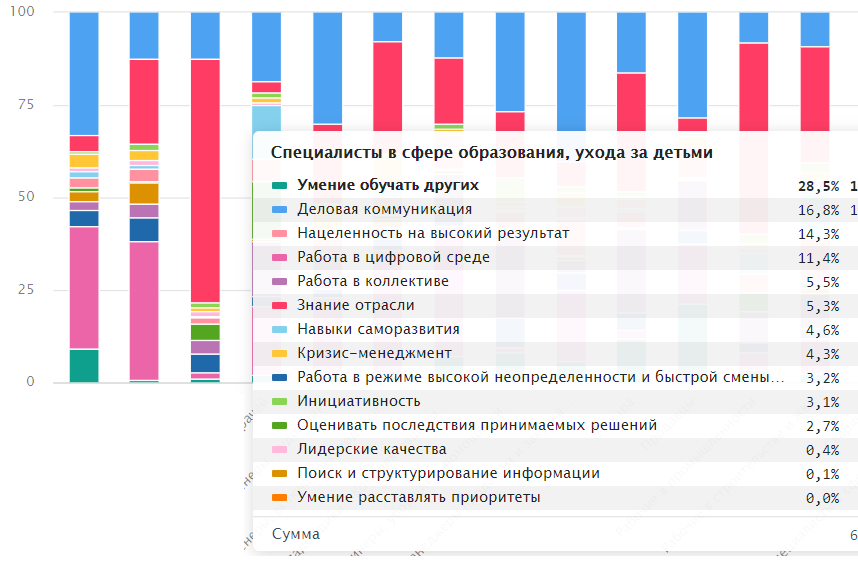 100
75
50
25
0
Специалисты в сфере образования, ухода за детьми
Умение обучать других 28,5% 1
Деловая коммуникация 16,8% 1
Нацеленность на высокий результат 14,3%
Работа в цифровой среде 11,4%
Работа в коллективе 5,5%
Знание отрасли 5,3%
Навыки саморазвития 4,6%
Кризис-менеджмент 4,3%
Работа в режиме высокой неопределенности и быстрой смены... 3,2%
Инициативность 3,1%
Оценивать последствия принимаемых решений 2,7%
Лидерские качества 0,4%
Поиск и структурирование информации 0,1%
Умение расставлять приоритеты 0,0%
Сумма 6